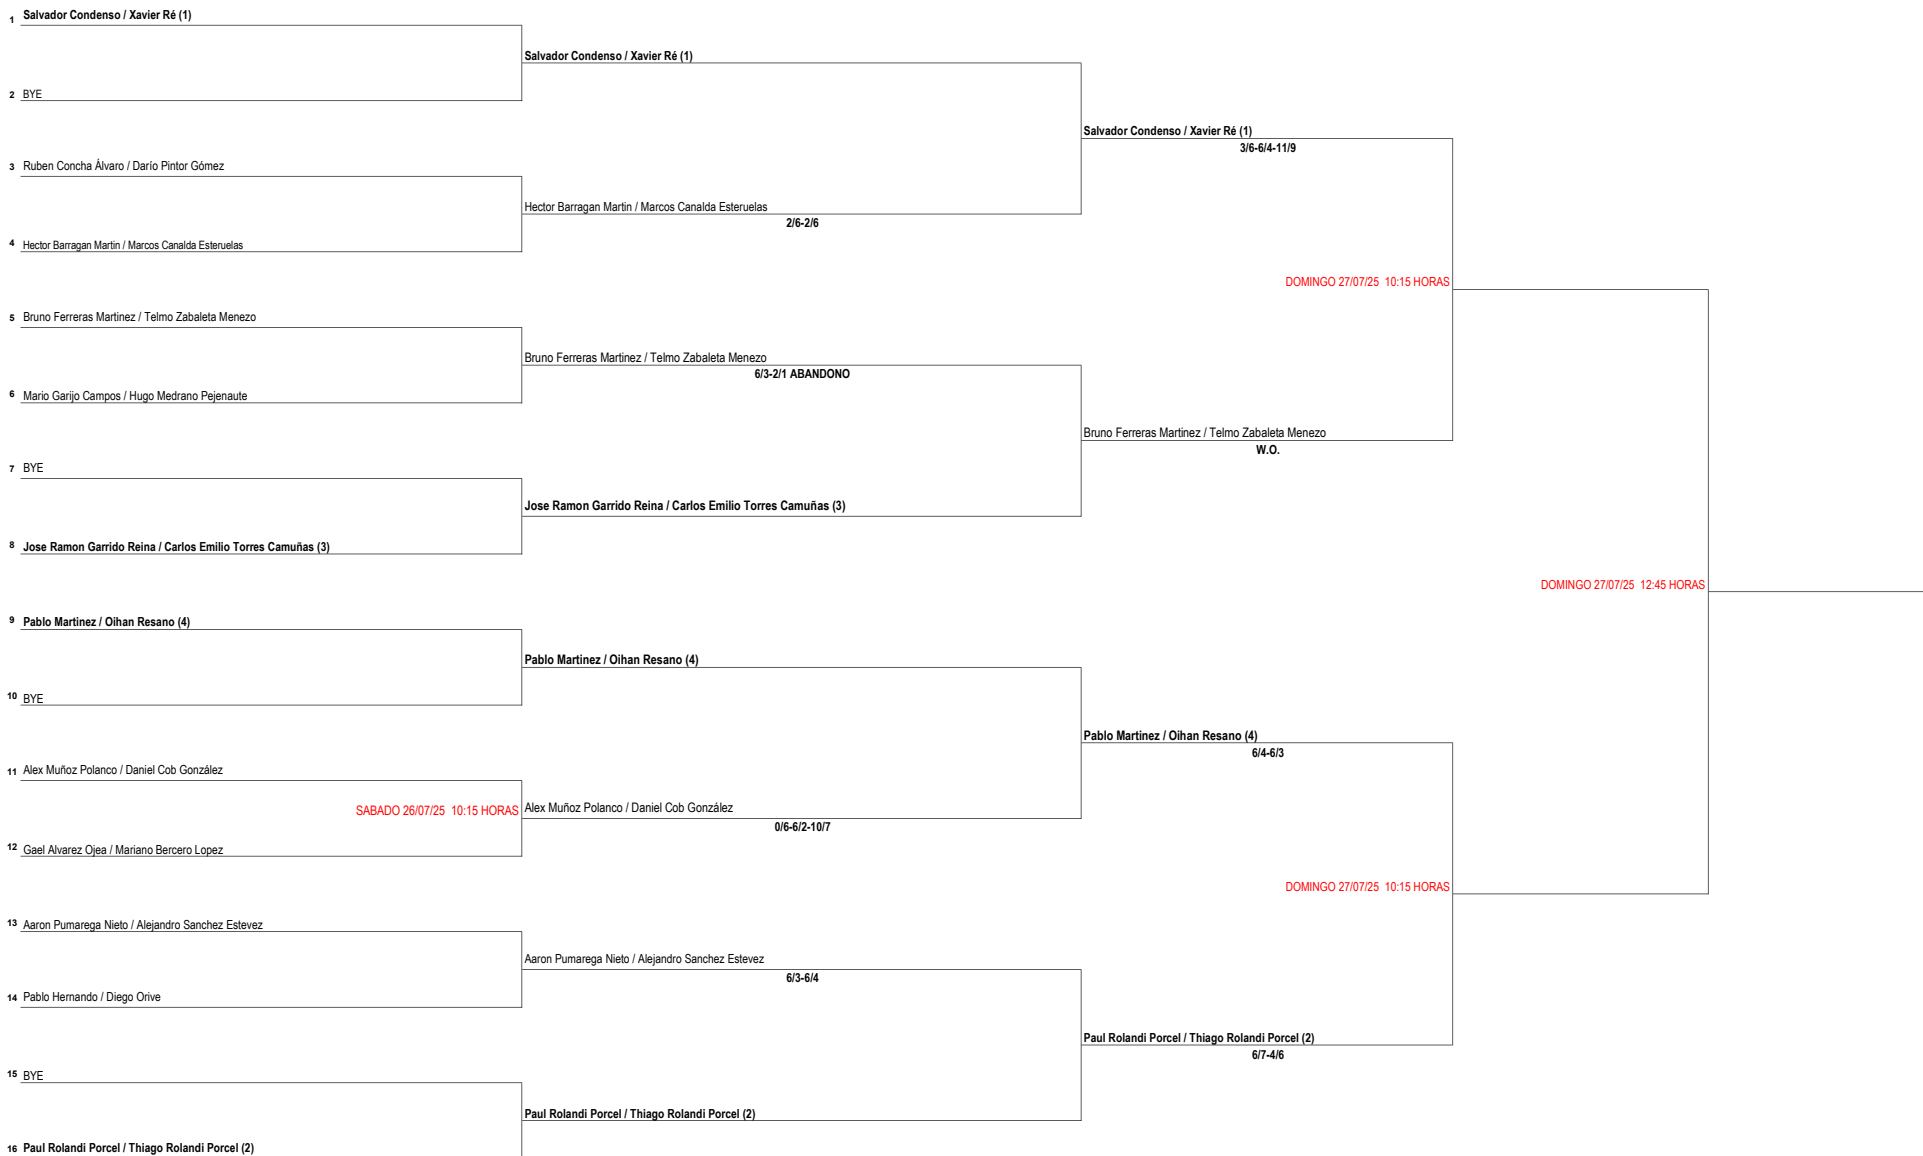 1 Salvador Condenso / Xavier Ré (1)
Salvador Condenso / Xavier Ré (1)
2 BYE
Salvador Condenso / Xavier Ré (1)
3/6-6/4-11/9
3 Ruben Concha Álvaro / Darío Pintor Gómez
Hector Barragan Martin / Marcos Canalda Esteruelas
2/6-2/6
4 Hector Barragan Martin / Marcos Canalda Esteruelas
DOMINGO 27/07/25 10:15 HORAS
5 Bruno Ferreras Martinez / Telmo Zabaleta Menezo
Bruno Ferreras Martinez / Telmo Zabaleta Menezo
6/3-2/1 ABANDONO
6 Mario Garijo Campos / Hugo Medrano Pejenaute
Bruno Ferreras Martinez / Telmo Zabaleta Menezo
W.O.
7 BYE
Jose Ramon Garrido Reina / Carlos Emilio Torres Camuñas (3)
8 Jose Ramon Garrido Reina / Carlos Emilio Torres Camuñas (3)
DOMINGO 27/07/25 12:45 HORAS
9 Pablo Martinez / Oihan Resano (4)
Pablo Martinez / Oihan Resano (4)
10 BYE
Pablo Martinez / Oihan Resano (4)
6/4-6/3
11 Alex Muñoz Polanco / Daniel Cob González
SABADO 26/07/25 10:15 HORAS
Alex Muñoz Polanco / Daniel Cob González
0/6-6/2-10/7
12 Gael Alvarez Ojea / Mariano Bercero Lopez
DOMINGO 27/07/25 10:15 HORAS
13 Aaron Pumarega Nieto / Alejandro Sanchez Estevez
Aaron Pumarega Nieto / Alejandro Sanchez Estevez
6/3-6/4
14 Pablo Hernando / Diego Orive
Paul Rolandi Porcel / Thiago Rolandi Porcel (2)
6/7-4/6
15 BYE
Paul Rolandi Porcel / Thiago Rolandi Porcel (2)
16 Paul Rolandi Porcel / Thiago Rolandi Porcel (2)